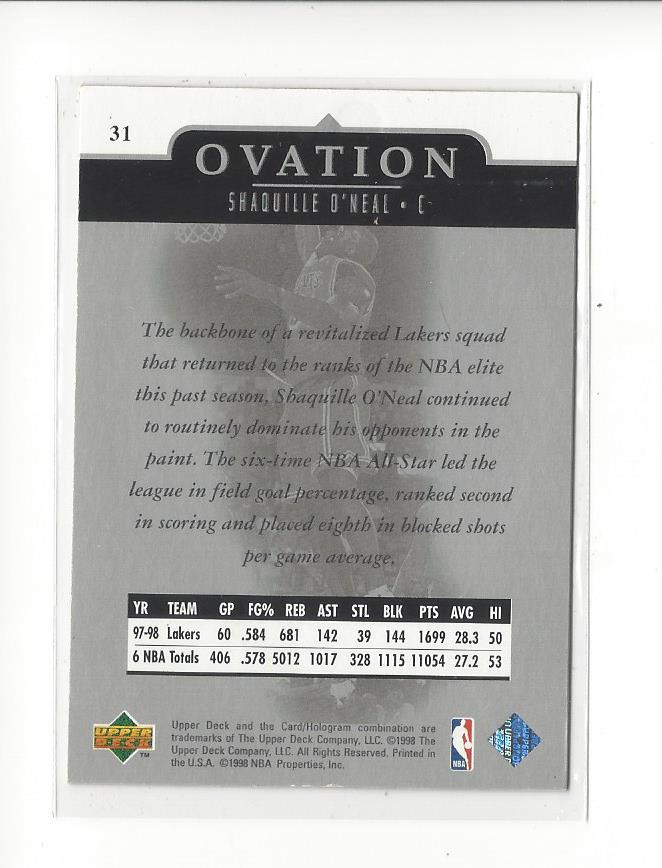 31
OVATION
SHAQUILLE O'NEAL • C
The backbone of a revitalized Lakers squad
that returned to the ranks of the NBA elite
this past season, Shaquille O'Neal continued
to routinely dominate his opponents in the
paint. The six-time NBA All-Star led the
league in field goal percentage, ranked second
in scoring and placed eighth in blocked shots
per game average.
YR TEAM GP FG% REB AST STL BLK PTS AVG HI
97-98 Lakers 60 .584 681 142 39 144 1699 28.3 50
6 NBA Totals 406 .578 5012 1017 328 1115 11054 27.2 53
UPPER
DECK
TM
Upper Deck and the Card/Hologram combination are
trademarks of The Upper Deck Company, LLC. ©1998 The
Upper Deck Company, LLC. All Rights Reserved. Printed in
the U.S.A. ©1998 NBA Properties, Inc.
NBA